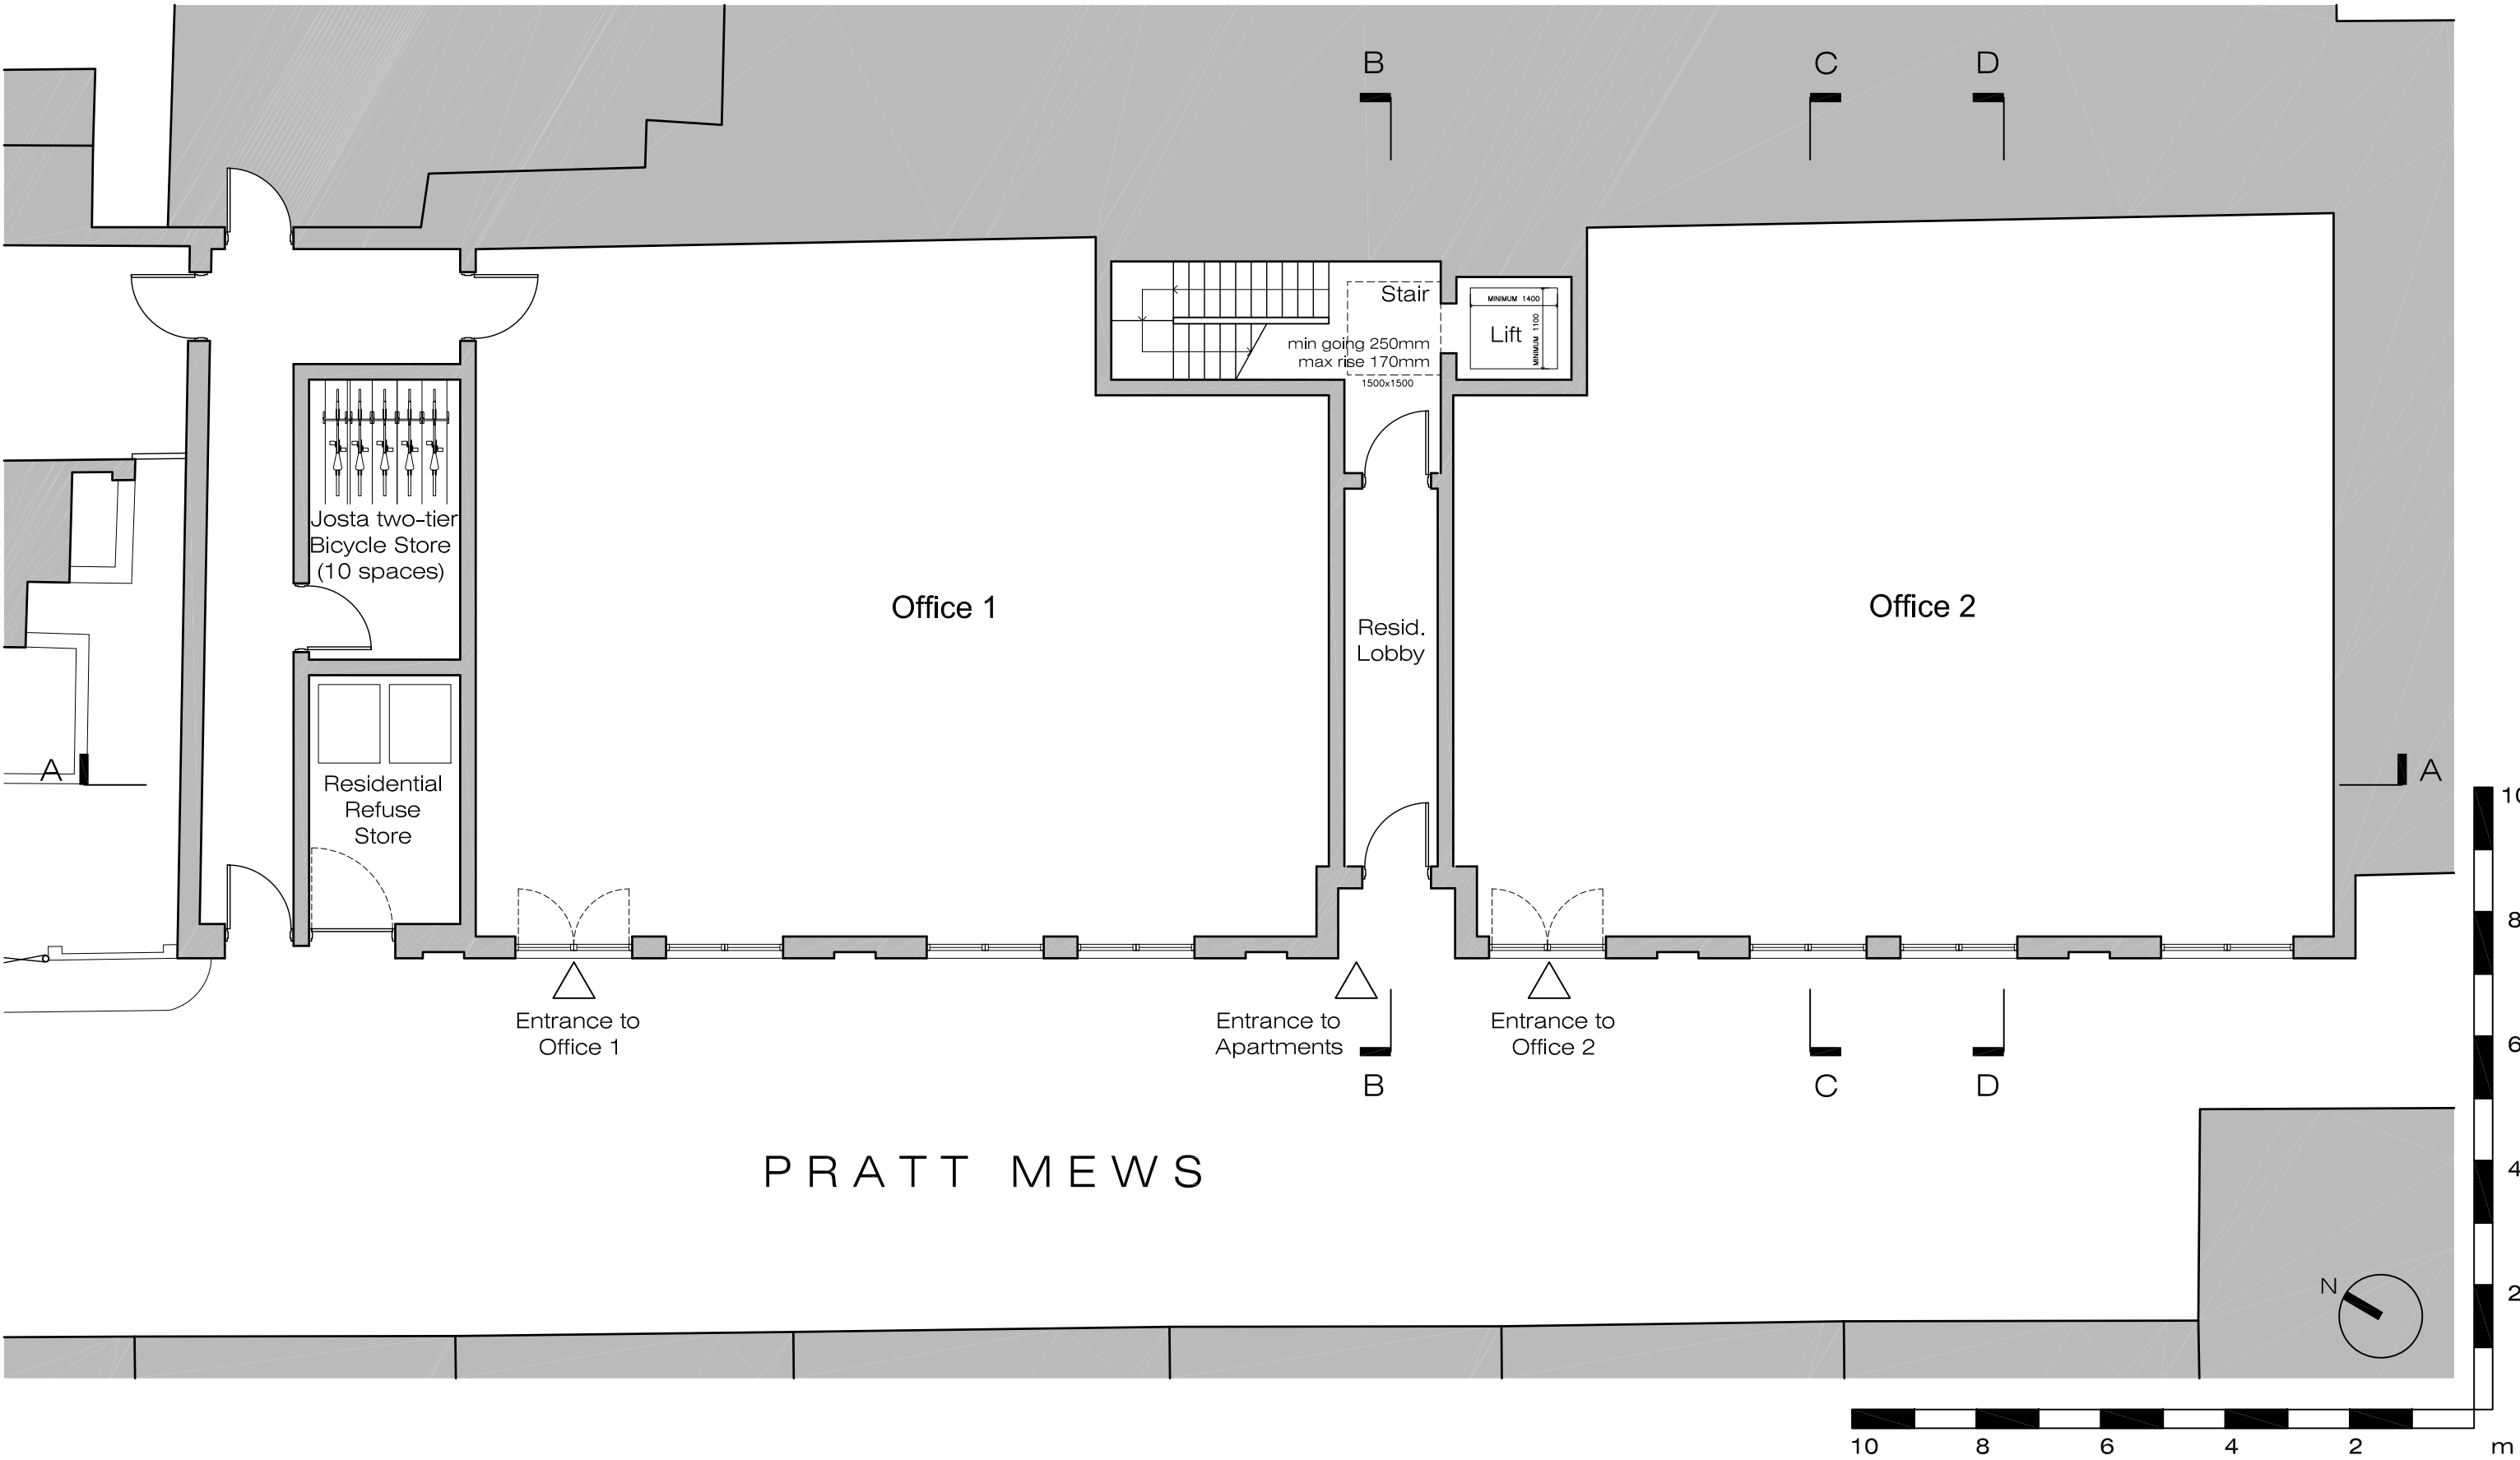 B
C
D
Stair
min going 250mm
max rise 170mm
1500x1500
MINIMUM 1400
MINIMUM 1100
Lift
Josta two-tier
Bicycle Store
(10 spaces)
Office 1
Office 2
Resid.
Lobby
A
Residential
Refuse
Store
A
Entrance to
Office 1
Entrance to
Apartments
Entrance to
Office 2
B
C
D
PRATT MEWS
N
10
8
6
4
2
10
8
6
4
2
m